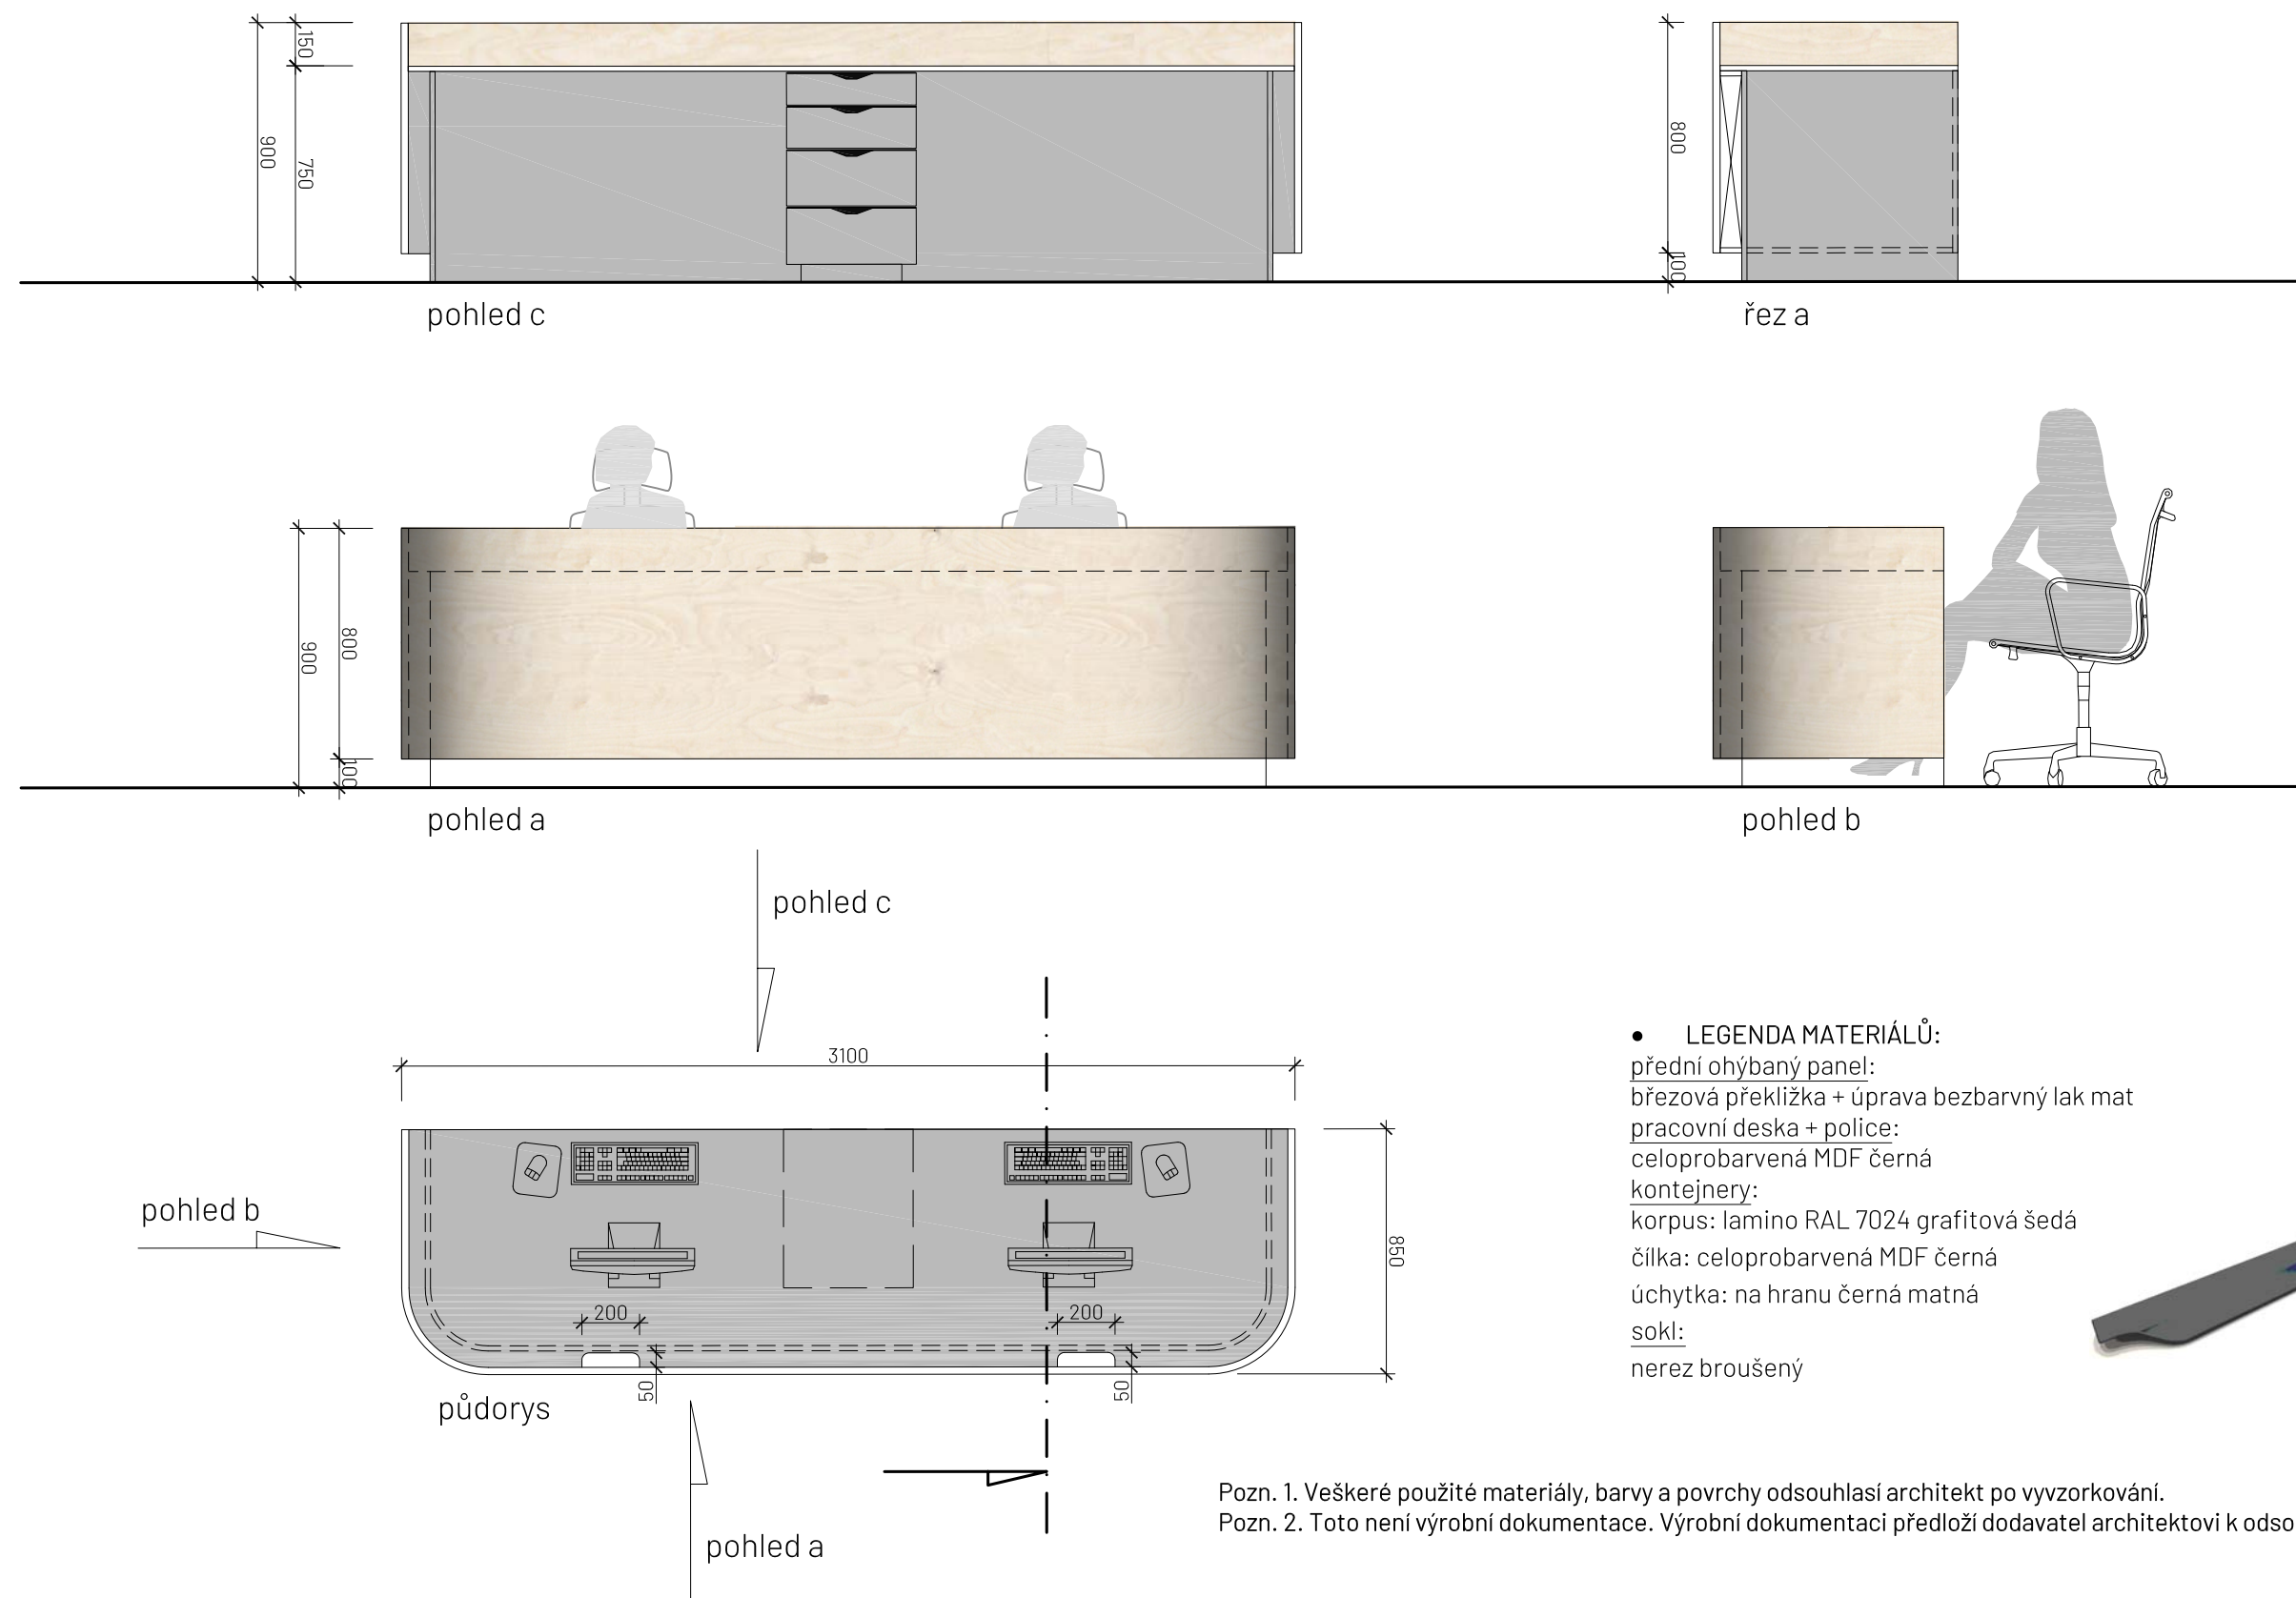 150
900
750
800
100
pohled c
řez a
900
800
100
pohled a
pohled b
pohled c
3100
pohled b
850
200
200
50
50
půdorys
pohled a
• LEGENDA MATERIÁLŮ:
přední ohýbaný panel:
březová překližka + úprava bezbarvný lak mat
pracovní deska + police:
celoprobarvená MDF černá
kontejnery:
korpus: lamino RAL 7024 grafitová šedá
čílka: celoprobarvená MDF černá
úchytka: na hranu černá matná
sokl:
nerez broušený
Pozn. 1. Veškeré použité materiály, barvy a povrchy odsouhlasí architekt po vyvzorkování.
Pozn. 2. Toto není výrobní dokumentace. Výrobní dokumentaci předloží dodavatel architektovi k odso